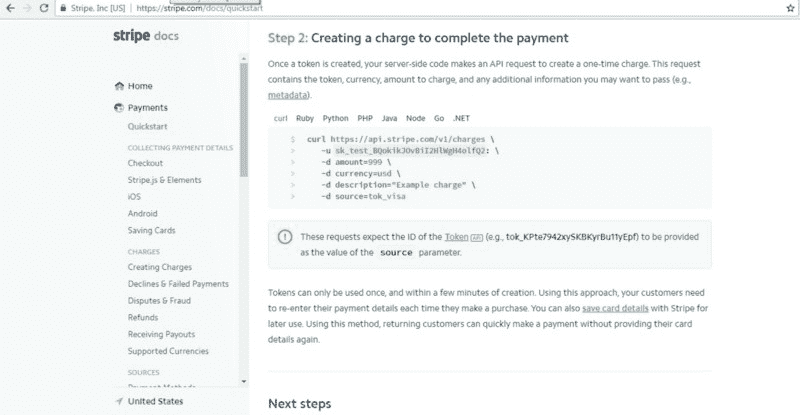 Stripe, Inc [US] | https://stripe.com/docs/quickstart
stripe docs
Home
Payments
Quickstart
COLLECTING PAYMENT DETAILS
Checkout
Stripe.js & Elements
iOS
Android
Saving Cards
CHARGES
Creating Charges
Declines & Failed Payments
Disputes & Fraud
Refunds
Receiving Payouts
Supported Currencies
SOURCES
Payment Methods
United States
Step 2: Creating a charge to complete the payment
Once a token is created, your server-side code makes an API request to create a one-time charge. This request
contains the token, currency, amount to charge, and any additional information you may want to pass (e.g.,
metadata).
curl Ruby Python PHP Java Node Go .NET
$ curl https://api.stripe.com/v1/charges \
> -u sk_test_BQokikJOvBiI2HlWgH4olfQ2: \
> -d amount=999 \
> -d currency=usd \
> -d description="Example charge" \
> -d source=tok_visa
These requests expect the ID of the Token API (e.g., tok_KPte7942xySKBKyrBu11yEpf) to be provided
as the value of the source parameter.
Tokens can only be used once, and within a few minutes of creation. Using this approach, your customers need
to re-enter their payment details each time they make a purchase. You can also save card details with Stripe for
later use. Using this method, returning customers can quickly make a payment without providing their card
details again.
Next steps